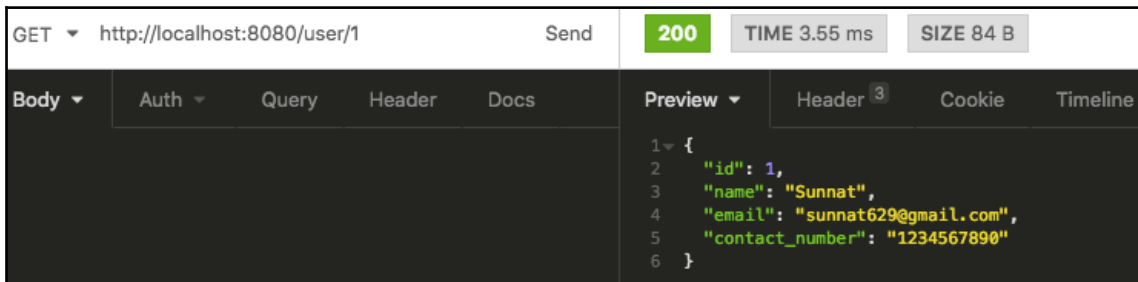 GET http://localhost:8080/user/1 Send
200 TIME 3.55 ms SIZE 84 B
Body Auth Query Header Docs
Preview Header 3 Cookie Timeline
1 {
2 "id": 1,
3 "name": "Sunnat",
4 "email": "sunnat629@gmail.com",
5 "contact_number": "1234567890"
6 }